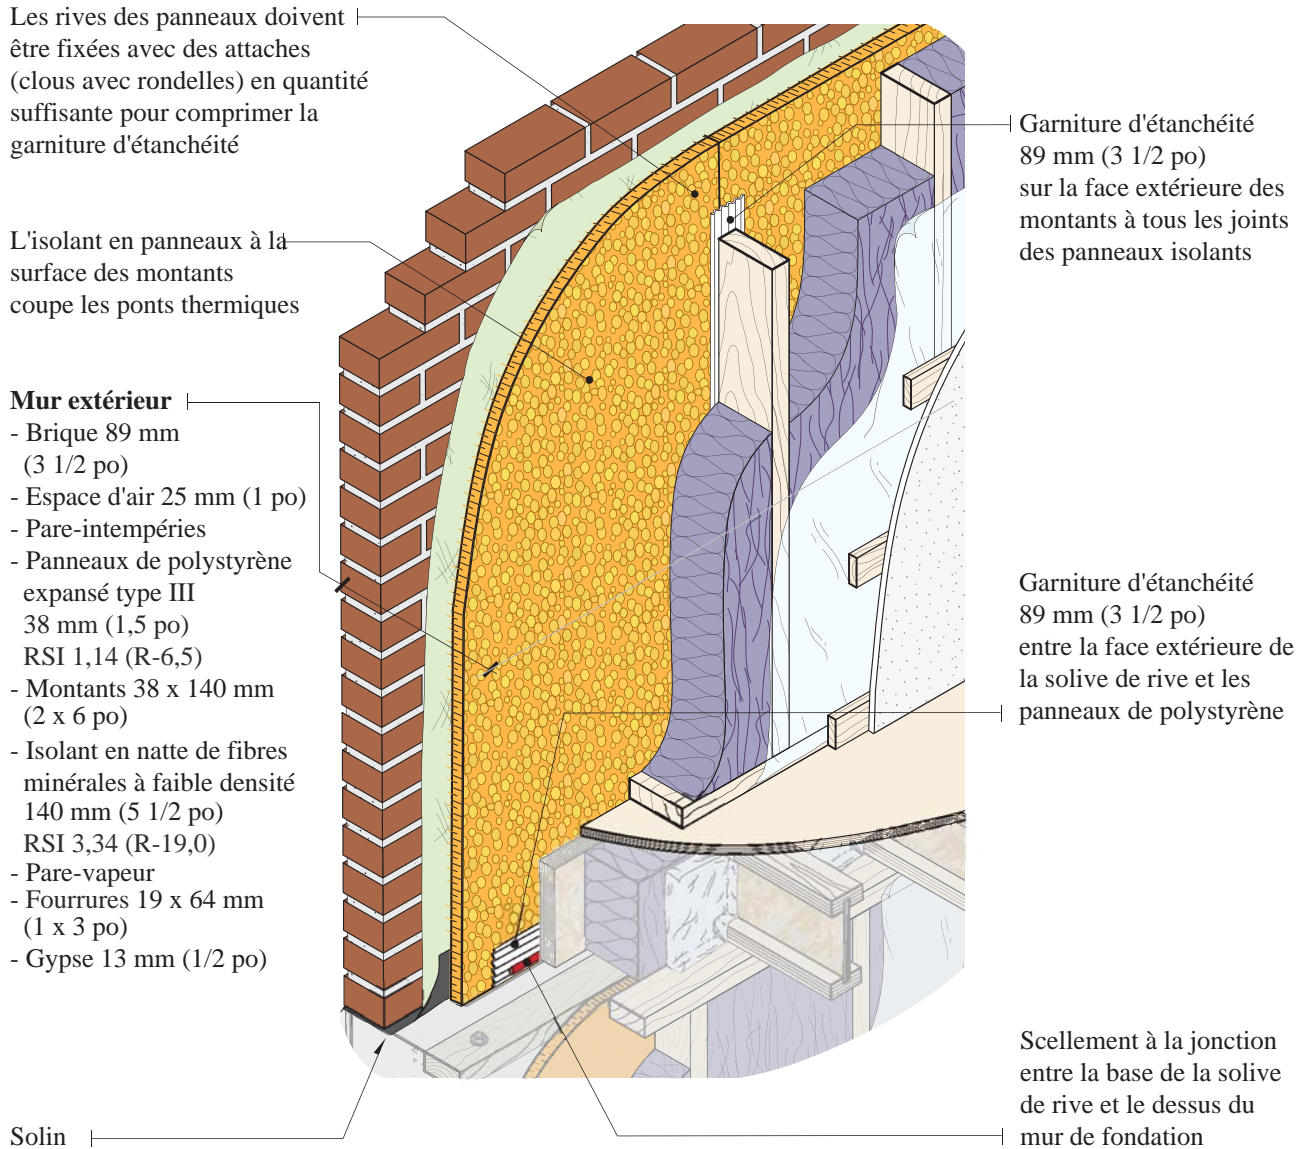 Les rives des panneaux doivent
être fixées avec des attaches
(clous avec rondelles) en quantité
suffisante pour comprimer la
garniture d'étanchéité
L'isolant en panneaux à la
surface des montants
coupe les ponts thermiques
Mur extérieur
- Brique 89 mm
(3 1/2 po)
- Espace d'air 25 mm (1 po)
- Pare-intempéries
- Panneaux de polystyrène
expansé type III
38 mm (1,5 po)
RSI 1,14 (R-6,5)
- Montants 38 x 140 mm
(2 x 6 po)
- Isolant en natte de fibres
minérales à faible densité
140 mm (5 1/2 po)
RSI 3,34 (R-19,0)
- Pare-vapeur
- Fourrures 19 x 64 mm
(1 x 3 po)
- Gypse 13 mm (1/2 po)
Solin
Garniture d'étanchéité
89 mm (3 1/2 po)
sur la face extérieure des
montants à tous les joints
des panneaux isolants
Garniture d'étanchéité
89 mm (3 1/2 po)
entre la face extérieure de
la solive de rive et les
panneaux de polystyrène
Scellement à la jonction
entre la base de la solive
de rive et le dessus du
mur de fondation